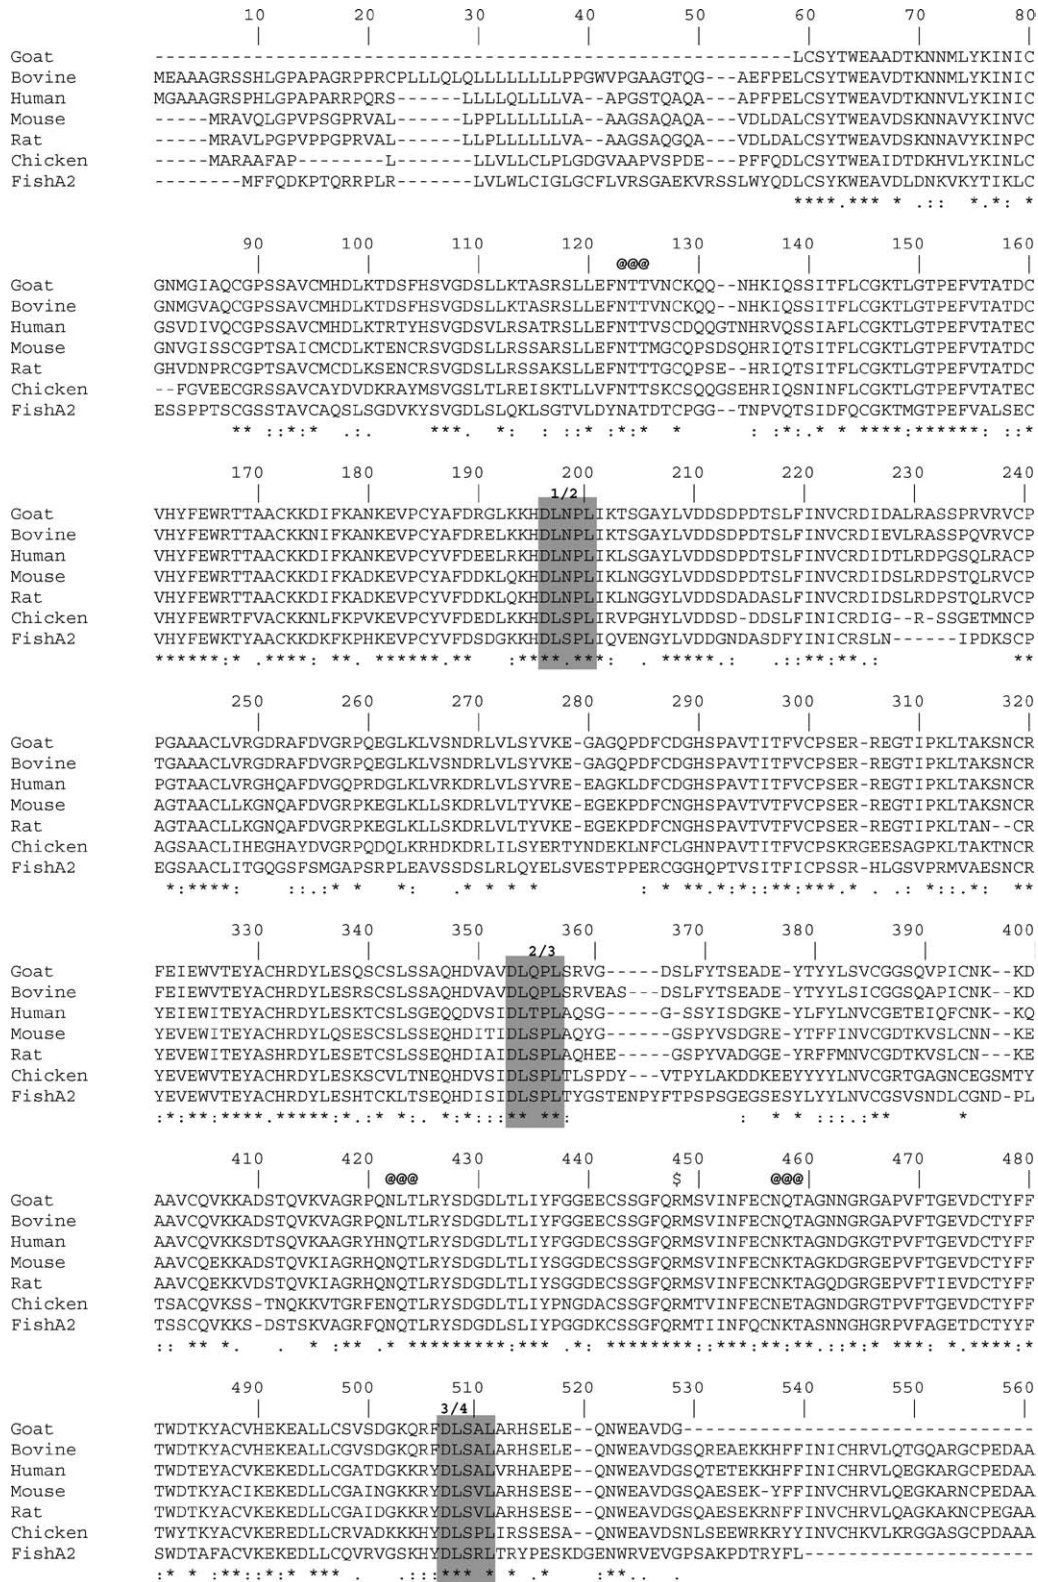 10 20 30 40 50 60 70 80
Goat ----------------------------------------------------------LCSYTWEAADTKNNMLYKINIC
Bovine MEAAAGRSSHLGPAPAGRPPRCPLLLQLQLLLLLLLLPPGWVPGAAGTQG---AEFPELCSYTWEAVDTKNNMLYKINIC
Human MGAAAGRSPHLGPAPARRPQRS------LLLLQLLLLVA--APGSTQAQA---APFPELCSYTWEAVDTKNNVLYKINIC
Mouse -----MRAVQLGPVPSGPRVAL------LLPLLLLLLLA-AAGSAQAQA---VDLDALCSYTWEAVDSKNNAVYKINVC
Rat -----MRAVLPGPVPPGPRVAL------LLPLLLLLVA--AAGSAQGQA---VDLDALCSYTWEAVDSKNNAVYKINPC
Chicken -----MARAAFAP-------L-------LLVLLCLPLGDGVAAPVSPDE---PFFQDLCSYTWEAIDTDKHVLYKINLC
FishA2 --------MFFQDKPTQRRPLR-------LVLWLCIGLGCFLVRSGAEKVRSSLWYQDLCSYKWEAVDLDNKVKYTIKLC
****.*** * .:: *.*: *
90 100 110 120 130 140 150 160
@@@
Goat GNMGIAQCGPSSAVCMHDLKTDSFHSVGDSLLKTASRSLLEFNTTVNCKQQ--NHKIQSSITFLCGKTLGTPEFVTATDC
Bovine GNMGVAQCGPSSAVCMHDLKTDSFHSVGDSLLKTASRSLLEFNTTVNCKQQ--NHKIQSSITFLCGKTLGTPEFVTATDC
Human GSVDIVQCGPSSAVCMHDLKTRTYHSVGDSVLRSATRSLLEFNTTVSCDQQGTNHRVQSSIAFLCGKTLGTPEFVTATEC
Mouse GNVGISSCGPTSAICMCDLKTENCRSVGDSLLRSSARSLLEFNTTMGCQPSDSQHRIQTSITFLCGKTLGTPEFVTATDC
Rat GHVDNPRCGPTSAVCMCDLKSENCRSVGDSLLRSSAKSLLEFNTTTGCQPSE--HRIQTSITFLCGKTLGTPEFVTATDC
Chicken --FGVEECGRSSAVCAYDVDKRAYMSVGSLTLREISKTLLVFNTTSKCSQQGSEHRIQSNINFLCGKTLGTPEFVTATEC
FishA2 ESSPPTSCGSSTAVCAQSLSGDVKYSVGDLSLQKLSGTVLDYNATDTCPGG--TNPVQTSIDFQCGKTMGTPEFVALSEC
** ::*:* .:. ***. *: * ::* :*:* * : :*:.* * ****:******: ::*
170 180 190 200 210 220 230 240
1/2
Goat VHYFEWRTTAACKKDIFKANKEVPCYAFDRGLKKHDLNPLIKTSGAYLVDDSDPDTSLFINVCRDIDALRASSPRVRVCP
Bovine VHYFEWRTTAACKKNIFKANKEVPCYAFDRELKKHDLNPLIKTSGAYLVDDSDPDTSLFINVCRDIEVLRASSPQVRVCP
Human VHYFEWRTTAACKKDIFKANKEVPCYVFDEELRKHDLNPLIKLSGAYLVDDSDPDTSLFINVCRDIDTLRDPGSQLRACP
Mouse VHYFEWRTTAACKKDIFKADKEVPCYAFDDKLQKHDLNPLIKLNGGYLVDDSDPDTSLFINVCRDIDSLRDPSTQLRVCP
Rat VHYFEWRTTAACKKDIFKADKEVPCYVFDDKLQKHDLNPLIKLNGGYLVDDSDADASLFINVCRDIDSLRDPSTQLRVCP
Chicken VHYFEWRTFVACKKNLFKPVKEVPCYVFDEDLKKHDLSPLIRVPGHYLVDDSD-DDSLFINICRDIG--R-SSGETMNCP
FishA2 VHYFEWKTYAACKKDKFKPHKEVPCYVFDSDGKKHDLSPLIQVENGYLVDDGNDASDFYINICRSLN------IPDKSCP
******:* .****: **. ******.** :****.***: . *****.: .::**:**.: **
250 260 270 280 290 300 310 320
Goat PGAAACLVRGDRAFDVGRPQEGLKLVSNDRLVLSYVKE-GAGQPDFCDGHSPAVTITFVCPSER-REGTIPKLTAKSNCR
Bovine TGAAACLVRGDRAFDVGRPQEGLKLVSNDRLVLSYVKE-GAGQPDFCDGHSPAVTITFVCPSER-REGTIPKLTAKSNCR
Human PGTAACLVRGHQAFDVGQPRDGLKLVRKDRLVLSYVRE-EAGKLDFCDGHSPAVTITFVCPSER-REGTIPKLTAKSNCR
Mouse AGTAACLLKGNQAFDVGRPKEGLKLLSKDRLVLTYVKE-EGEKPDFCNGHSPAVTVTFVCPSER-REGTIPKLTAKSNCR
Rat AGTAACLLKGNQAFDVGRPKEGLKLLSKDRLVLTYVKE-EGEKPDFCNGHSPAVTVTFVCPSER-REGTIPKLTAN--CR
Chicken AGSAACLIHEGHAYDVGRPQDQLKRHDKDRLILSYERTYNDEKLNFCLGHNPAVTITFVCPSKRGEESAGPKLTAKTNCR
FishA2 EGSAACLITGQGSFSMGAPSRPLEAVSSDSLRLQYELSVESTPPERCGGHQPTVSITFICPSSR-HLGSVPRMVAESNCR
*:****: ::.:* * *: .* * * * : * **.*:*::**:***.* . .: *::.*: **
330 340 350 360 370 380 390 400
2/3
Goat FEIEWVTEYACHRDYLESQSCSLSSAQHDVAVDLQPLSRVG-----DSLFYTSEADE-YTYYLSVCGGSQVPICNK--KD
Bovine FEIEWVTEYACHRDYLESRSCSLSSAQHDVAVDLQPLSRVEAS---DSLFYTSEADE-YTYYLSICGGSQAPICNK--KD
Human YEIEWITEYACHRDYLESKTCSLSGEQQDVSIDLTPLAQSG-----G-SSYISDGKE-YLFYLNVCGETEIQFCNK--KQ
Mouse YEVEWITEYACHRDYLQSESCSLSSEQHDITIDLSPLAQYG-----GSPYVSDGRE-YTFFINVCGDTKVSLCNN--KE
Rat YEVEWITEYASHRDYLESETCSLSSEQHDIAIDLSPLAQHEE----GSPYVADGGE-YRFFMNVCGDTKVSLCN---KE
Chicken YEVEWVTEYACHRDYLESKSCVLTNEQHDVSIDLSPLTLSPDY---VTPYLAKDDKEEYYYYLNVCGRTGAGNCEGSMTY
FishA2 YEVEWVTEYACHRDYLESHTCKLTSEQHDISIDLSPLTYGSTENPYFTPSPSGEGSESYLYYLNVCGSVSNDLCGND-PL
:*:**:****.*****:* :* *:. *:*:::** **: : * :::.:** *
410 420 430 440 450 460 470 480
@@@ $ @@@
Goat AAVCQVKKADSTQVKVAGRPQNLTLRYSDGDLTLIYFGGEECSSGFQRMSVINFECNQTAGNNGRGAPVFTGEVDCTYFF
Bovine AAVCQVKKADSTQVKVAGRPQNLTLRYSDGDLTLIYFGGEECSSGFQRMSVINFECNQTAGNNGRGAPVFTGEVDCTYFF
Human AAVCQVKKSDTSQVKAAGRYHNQTLRYSDGDLTLIYFGGDECSSGFQRMSVINFECNKTAGNDGKGTPVFTGEVDCTYFF
Mouse AAVCQEKKADSTQVKLAGRHQNQTLRYSDGDLTLIYSGGDECSSGFQRMSVINFECNKTAGKDGRGEPVFTGEVDCTYFF
Rat AAVCQEKKVDSTQVKIAGRHQNQTLRYSDGDLTLIYSGGDECSSGFQRMSVINFECNKTAGQDGRGEPVFTIEVDCTYFF
Chicken TSACQVKSS-TNQKKVTGRFENQTLRYSDGDLTLIYPNGDACSSGFQRMTVINFECNETAGNDGRGTPVFTGEVDCTYFF
FishA2 TSSCQVKKS-DSTSKVAGRFQNQTLRYSDGDLSLIYPGGDKCSSGFQRMTIINFQCNKTASNNGHGRPVFAGETDCTYYF
:: ** *. . * :** .* *********:*** .*: ********::***:**:**.::*:* ***: *.****:*
490 500 510 520 530 540 550 560
3/4
Goat TWDTKYACVHEKEALLCSVSDGKQRFDLSALARHSELE--QNWEAVDG--------------------------------
Bovine TWDTKYACVHEKEALLCGVSDGKQRFDLSALARHSELE--QNWEAVDGSQREAEKKHFFINICHRVLQTGQARGCPEDAA
Human TWDTEYACVKEKEDLLCGATDGKKRYDLSALVRHAEPE--QNWEAVDGSQTETEKKHFFINICHRVLQEGKARGCPEDAA
Mouse TWDTKYACIKEKEDLLCGAINGKKRYDLSVLARHSESE--QNWEAVDGSQAESEK-YFFINVCHRVLQEGKARNCPEDAA
Rat TWDTKYACVKEKEDLLCGAINGKKRYDLSVLARHSESE--QNWEAVDGSQAESEKRNFFINVCHRVLQAGKAKNCPEGAA
Chicken TWYTKYACVKEREDLLCRVADKKKHYDLSPLIRSSESA--QNWEAVDSNLSEEWRKRYYINVCHKVLKRGGASGCPDAAA
FishA2 SWDTAFACVKEKEDLLCQVRVGSKHYDLSRLTRYPESKDGENWRVEVGPSAKPDTRYFL---------------------
:* * :**::*:* *** . .:::*** * * .* :**.. .